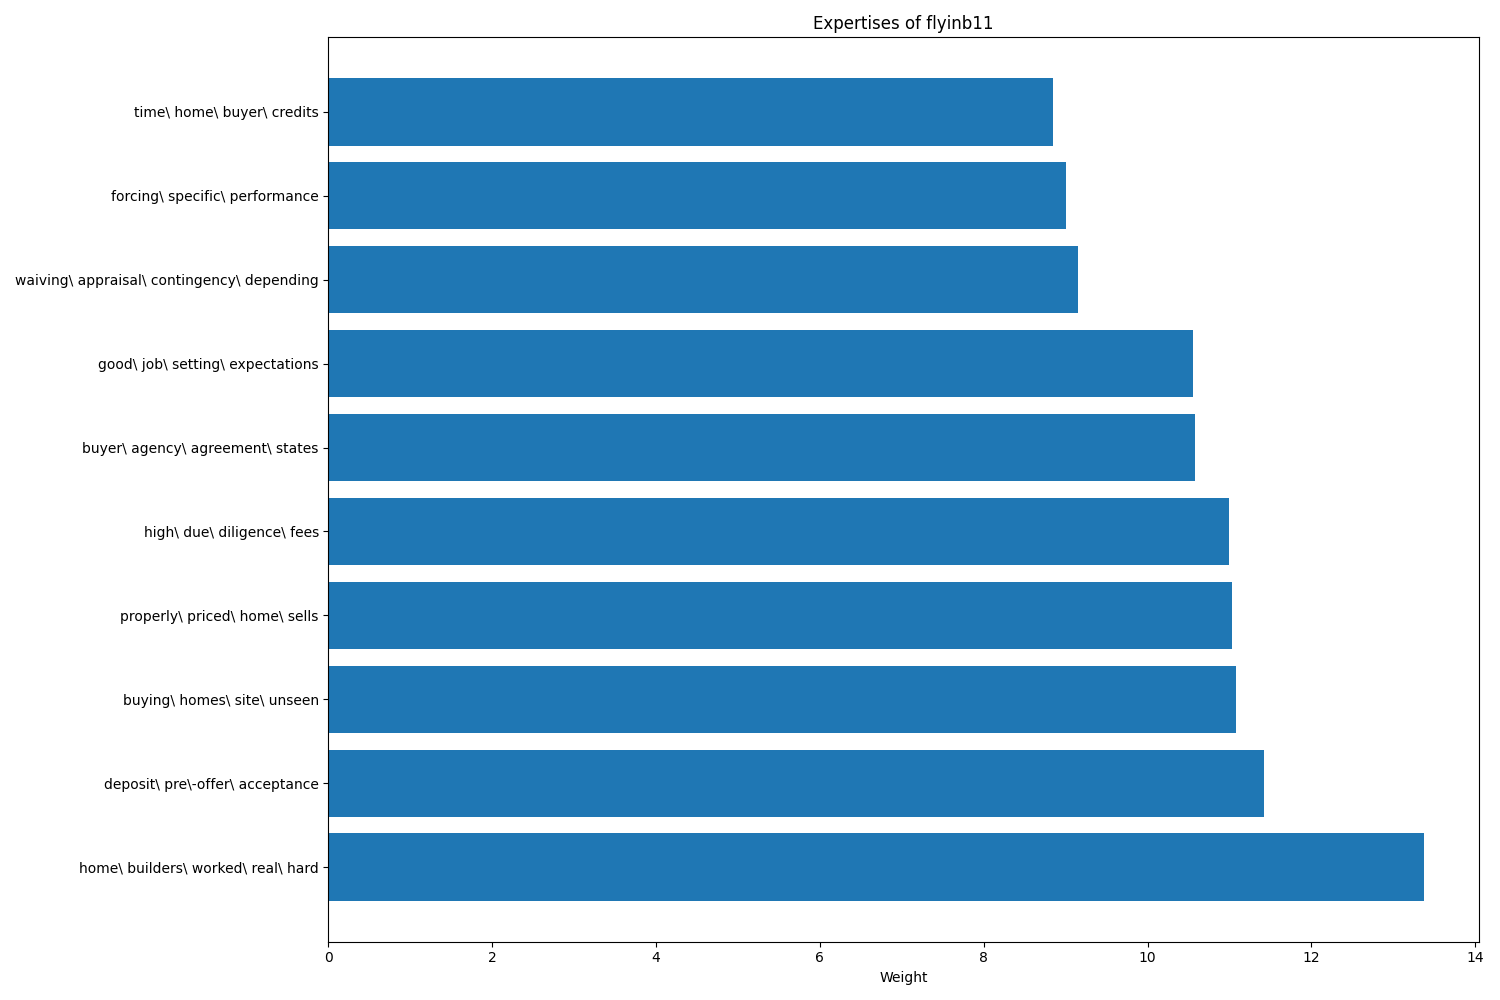 Expertises of flyinb11
time\ home\ buyer\ credits
forcing\ specific\ performance
waiving\ appraisal\ contingency\ depending
good\ job\ setting\ expectations
buyer\ agency\ agreement\ states
high\ due\ diligence\ fees
properly\ priced\ home\ sells
buying\ homes\ site\ unseen
deposit\ pre\-offer\ acceptance
home\ builders\ worked\ real\ hard
0 2 4 6 8 10 12 14
Weight